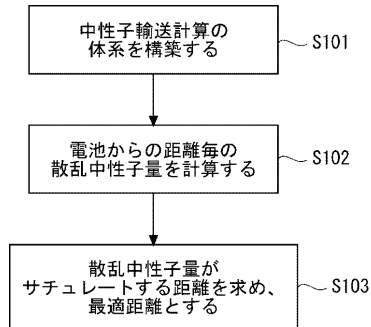 中性子輸送計算の
体系を構築する
S101
電池からの距離毎の
散乱中性子量を計算する
S102
散乱中性子量が
サチュレートする距離を求め、
最適距離とする
S103